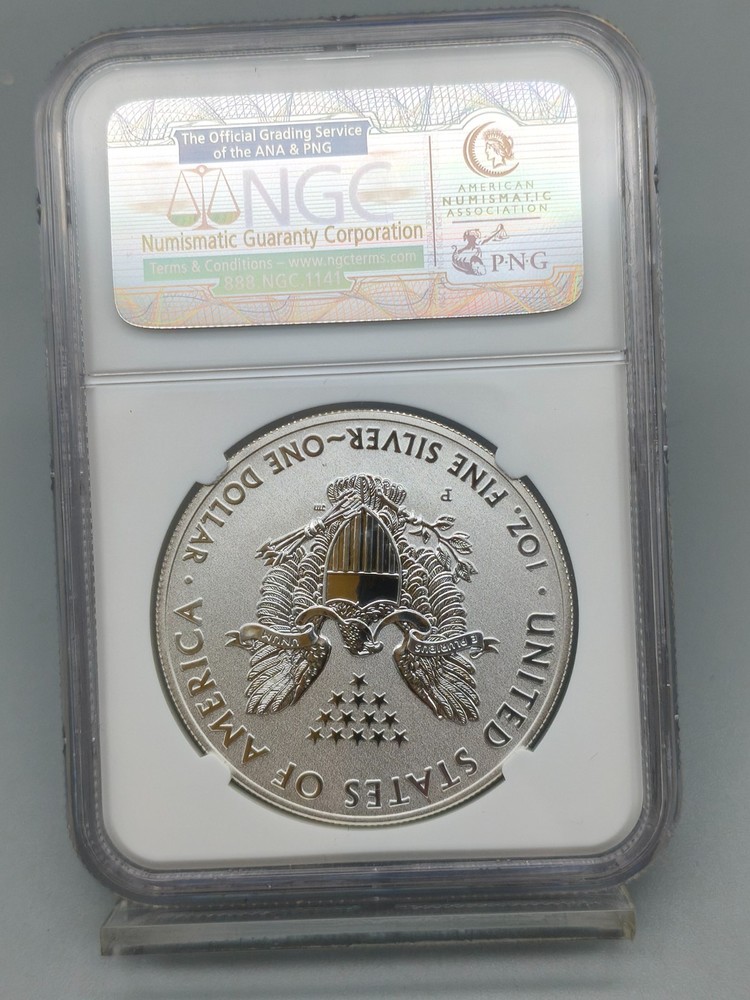 The Official Grading Service
of the ANA & PNG
NGC
Numismatic Guaranty Corporation
Terms & Conditions – www.ngcterms.com
888.NGC.1141
AMERICAN
NUMISMATIC
ASSOCIATION
P·N·G
UNITED STATES OF AMERICA · 1 OZ. FINE SILVER~ONE DOLLAR ·
E PLURIBUS
UNUM
P